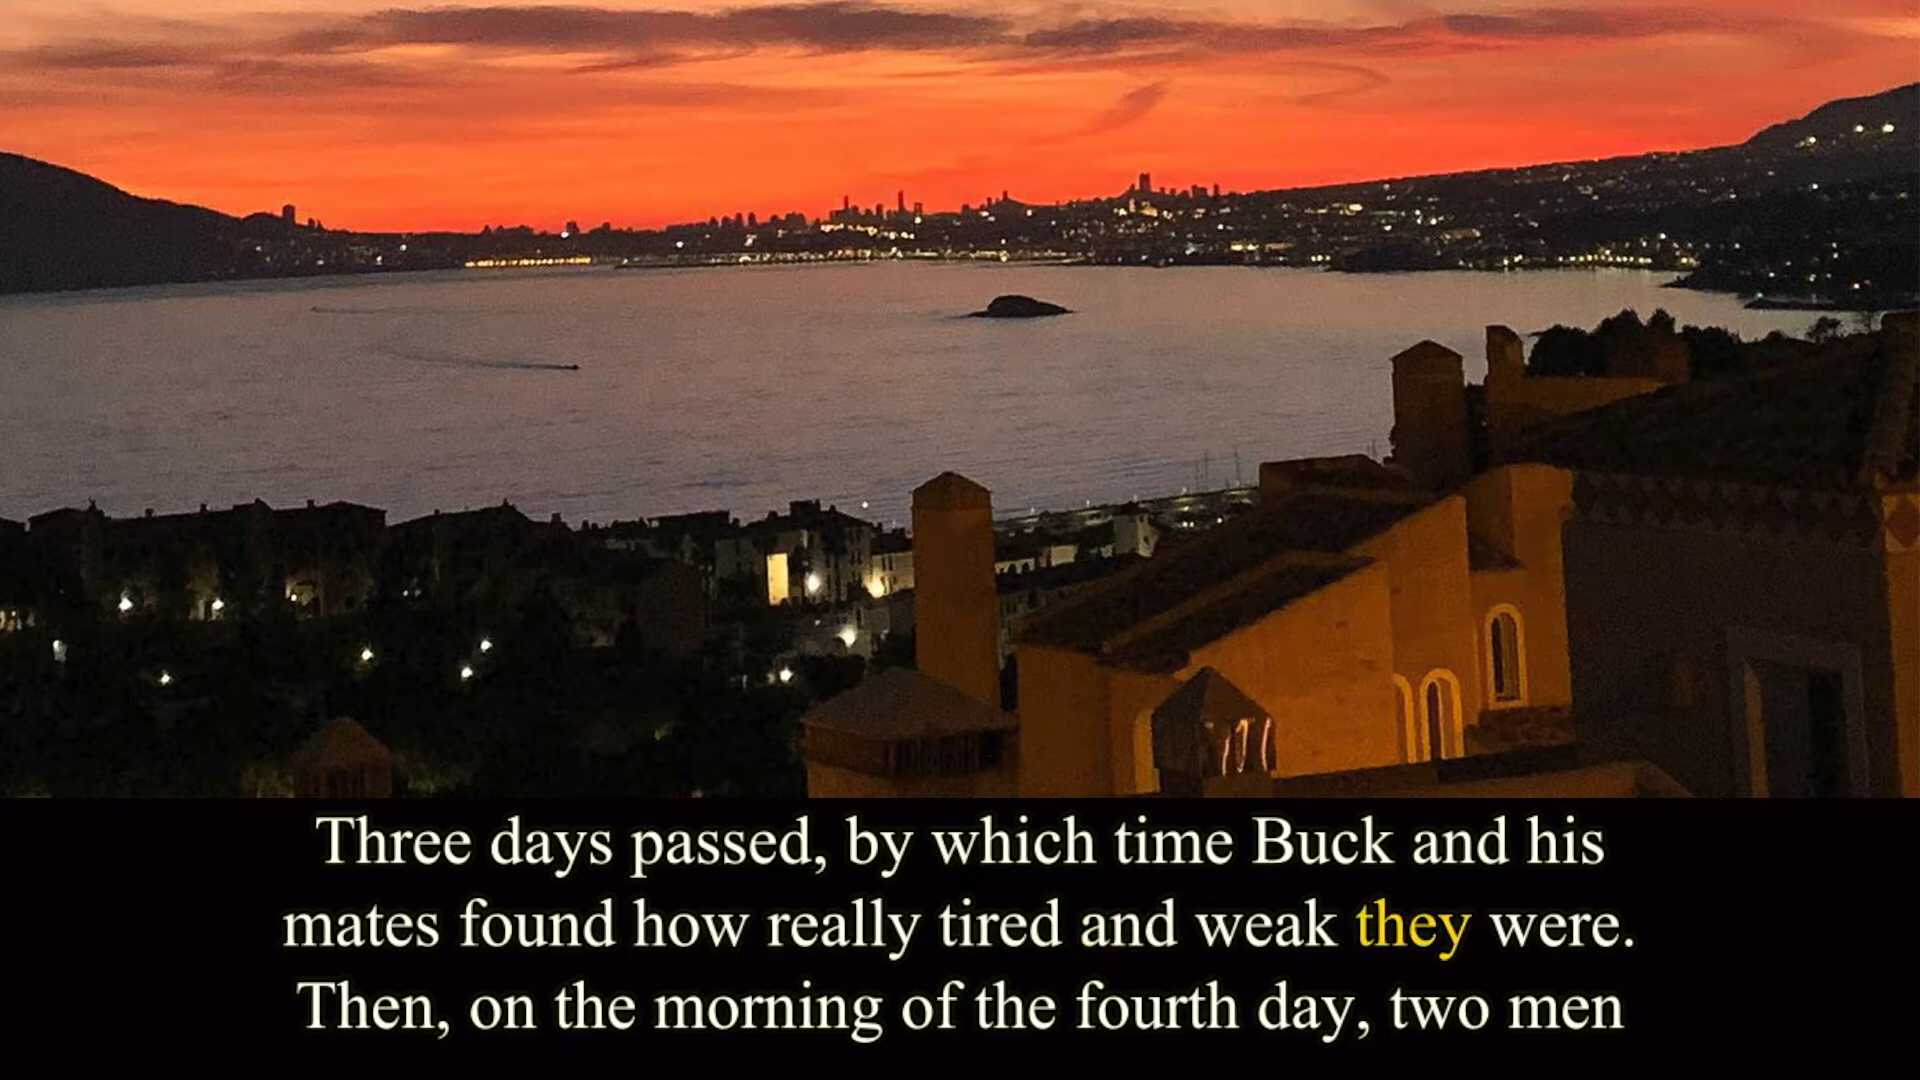 Three days passed, by which time Buck and his
mates found how really tired and weak they were.
Then, on the morning of the fourth day, two men